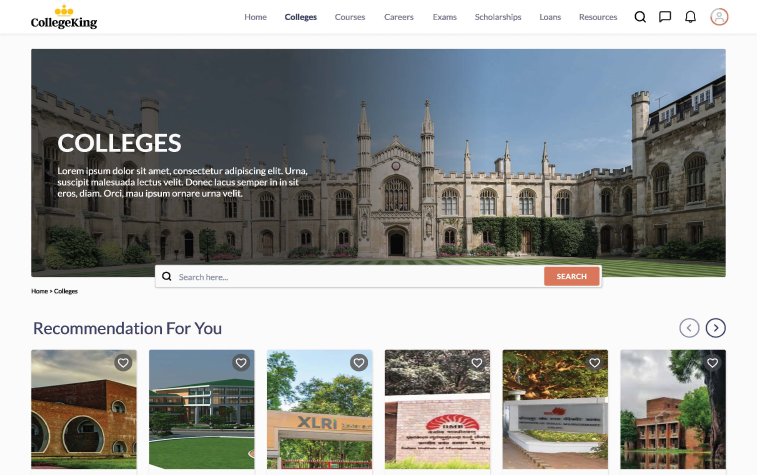 CollegeKing
Home Colleges Courses Careers Exams Scholarships Loans Resources
COLLEGES
Lorem ipsum dolor sit amet, consectetur adipiscing elit. Urna,
suscipit malesuada lectus velit. Donec lacus semper in in sit
eros, diam. Orci, mau ipsum ornare urna velit.
Search here...
SEARCH
Home > Colleges
Recommendation For You
XLRI
IIMB